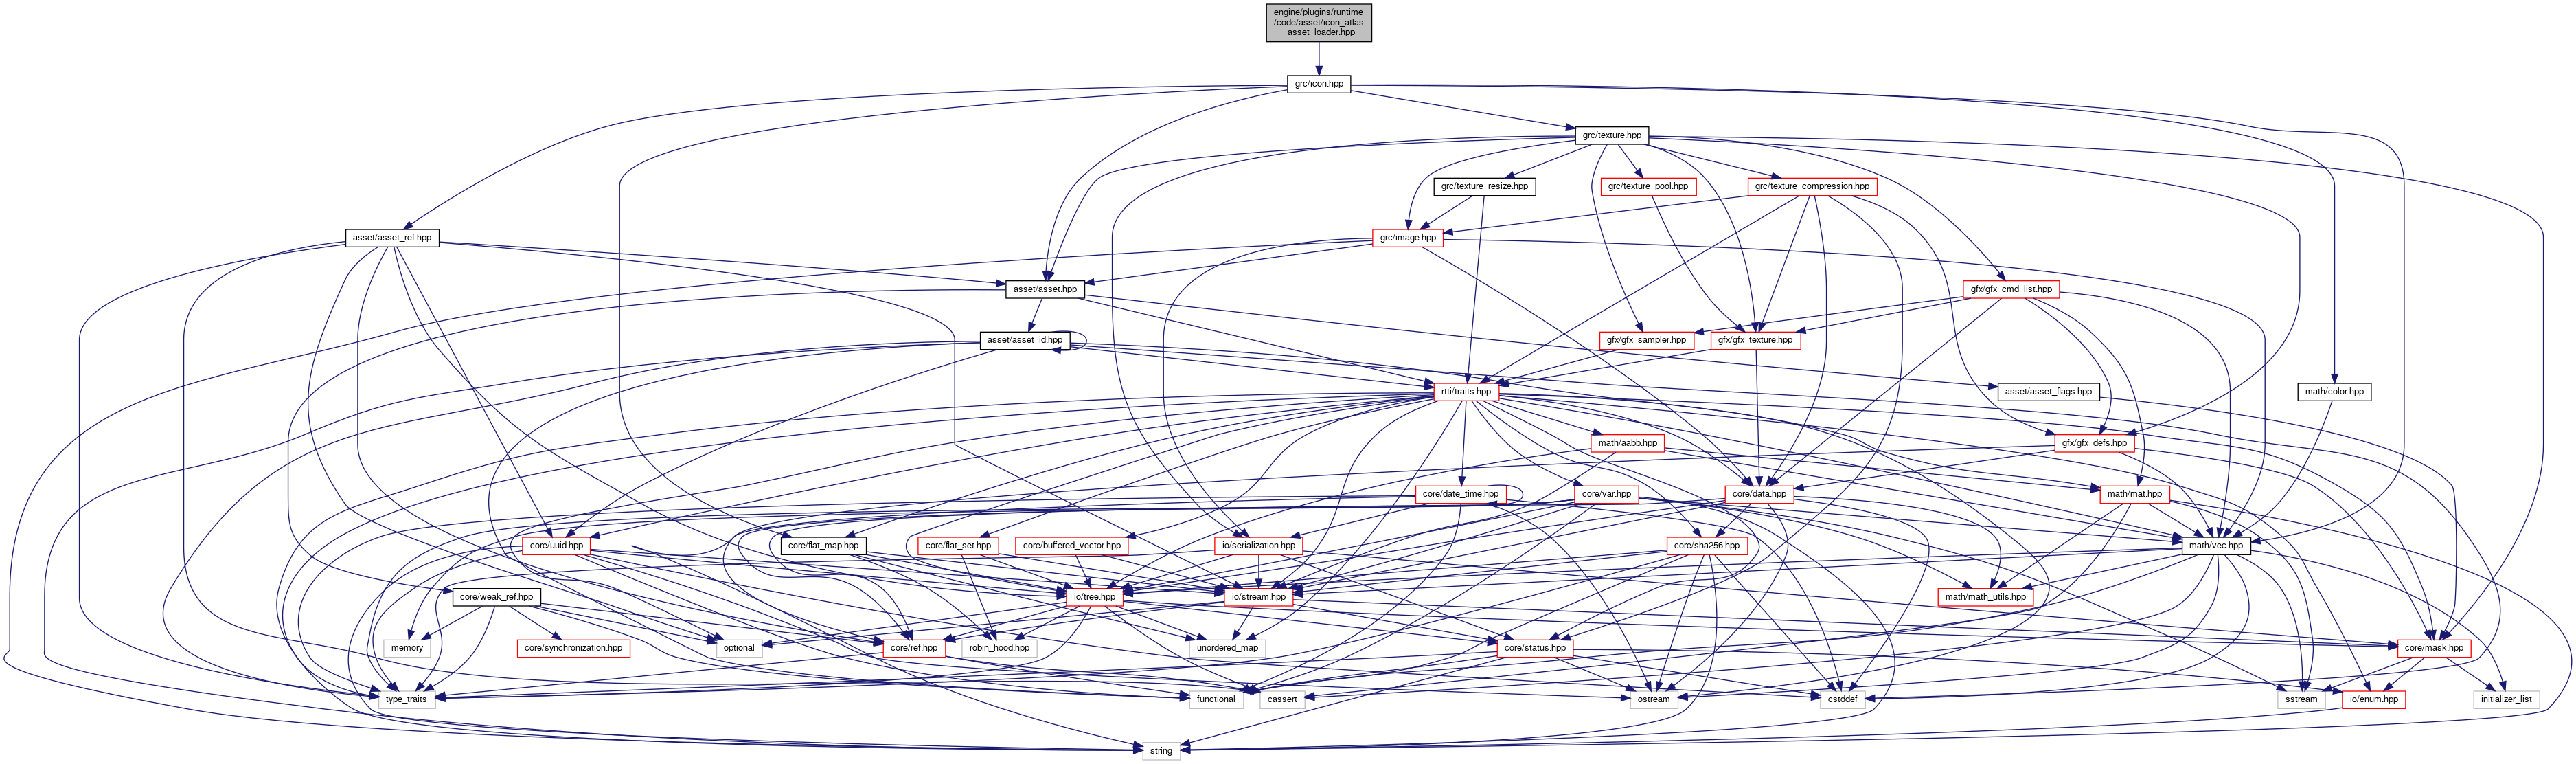 engine/plugins/runtime
/code/asset/icon_atlas
_asset_loader.hpp
grc/icon.hpp
grc/texture.hpp
grc/texture_resize.hpp
grc/texture_pool.hpp
grc/texture_compression.hpp
asset/asset_ref.hpp
grc/image.hpp
asset/asset.hpp
gfx/gfx_cmd_list.hpp
asset/asset_id.hpp
gfx/gfx_sampler.hpp
gfx/gfx_texture.hpp
rtti/traits.hpp
asset/asset_flags.hpp
math/color.hpp
math/aabb.hpp
gfx/gfx_defs.hpp
core/date_time.hpp
core/var.hpp
core/data.hpp
math/mat.hpp
core/uuid.hpp
core/flat_map.hpp
core/flat_set.hpp
core/buffered_vector.hpp
io/serialization.hpp
core/sha256.hpp
math/vec.hpp
core/weak_ref.hpp
io/tree.hpp
io/stream.hpp
math/math_utils.hpp
memory
core/synchronization.hpp
optional
core/ref.hpp
robin_hood.hpp
unordered_map
core/status.hpp
core/mask.hpp
type_traits
functional
cassert
ostream
cstddef
sstream
io/enum.hpp
initializer_list
string